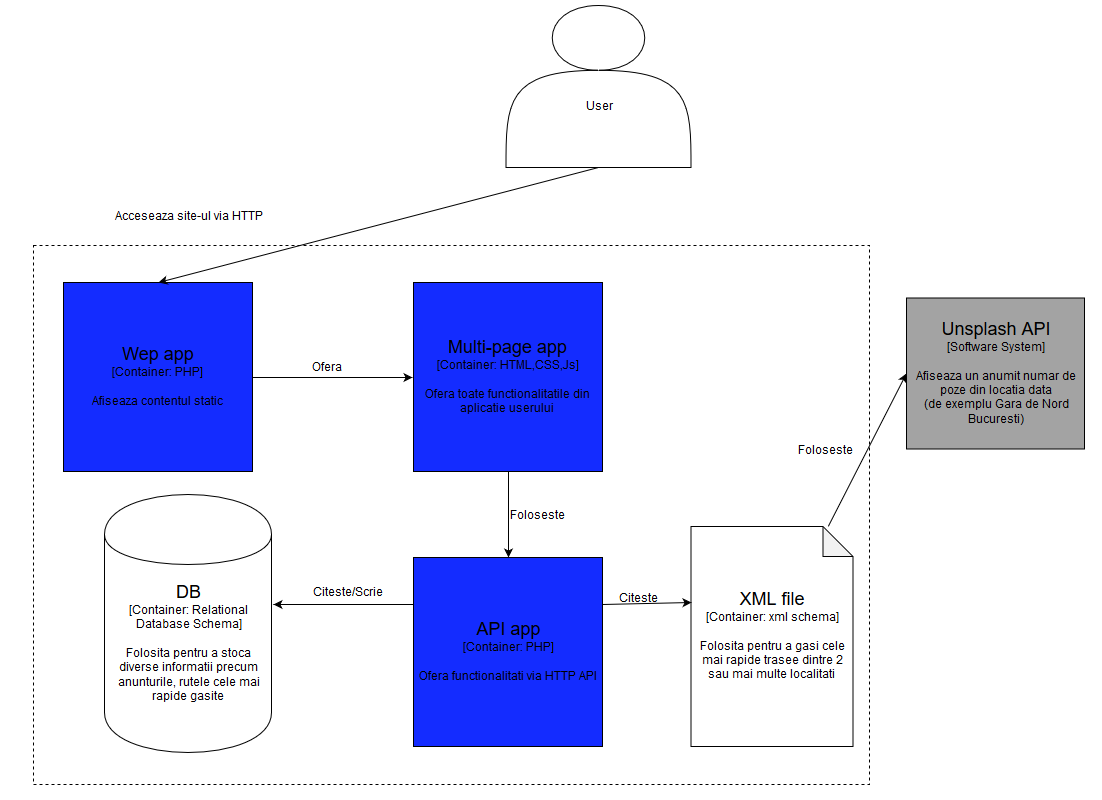 User
Acceseaza site-ul via HTTP
Wep app
[Container: PHP]
Afiseaza contentul static
Ofera
Multi-page app
[Container: HTML,CSS,Js]
Ofera toate functionalitatile din
aplicatie userului
Unsplash API
[Software System]
Afiseaza un anumit numar de
poze din locatia data
(de exemplu Gara de Nord
Bucuresti)
Foloseste
Foloseste
DB
[Container: Relational
Database Schema]
Folosita pentru a stoca
diverse informatii precum
anunturile, rutele cele mai
rapide gasite
Citeste/Scrie
API app
[Container: PHP]
Ofera functionalitati via HTTP API
Citeste
XML file
[Container: xml schema]
Folosita pentru a gasi cele
mai rapide trasee dintre 2
sau mai multe localitati